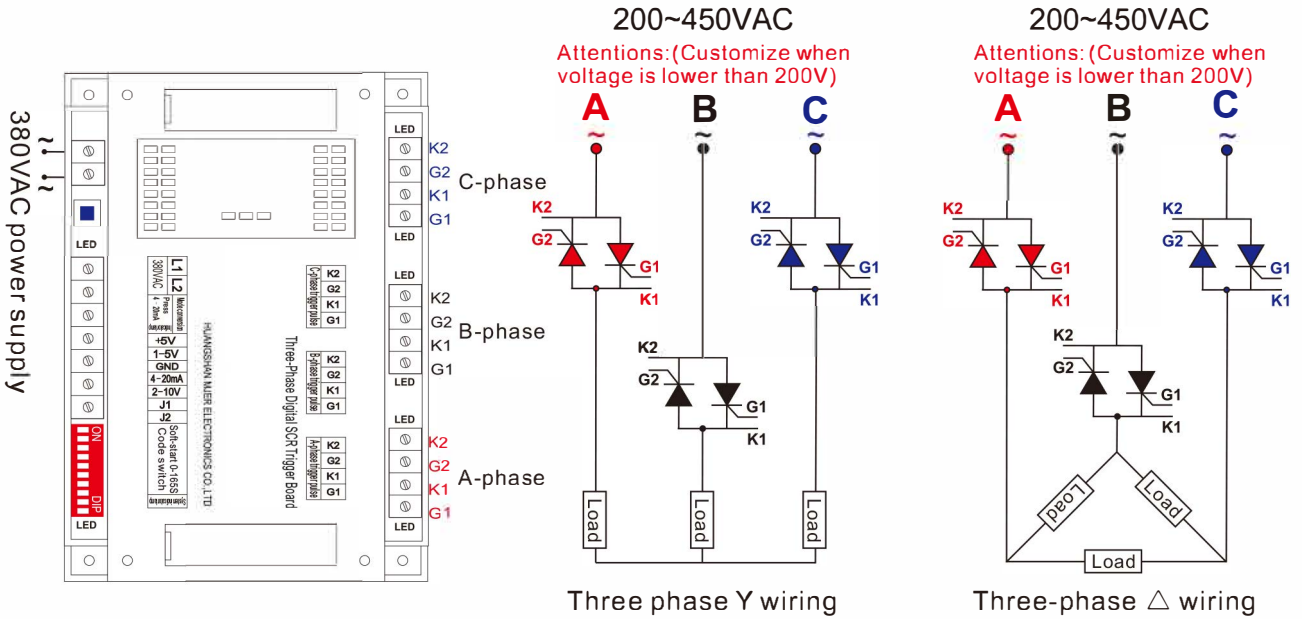 380VAC power supply
~
~
LED
L1
L2
380VAC
Press
4-20mA
+5V
1-5V
GND
4-20mA
2-10V
J1
J2
Soft-start 0-165S
Code switch
ON
DIP
LED
HUANGSHAN MJER ELECTRONICS CO.,LTD
Three-Phase Digital SCR Trigger Board
C-phase trigger pulse
K2
G2
K1
G1
B-phase trigger pulse
K2
G2
K1
G1
A-phase trigger pulse
K2
G2
K1
G1
LED
K2
G2
K1
G1
C-phase
LED
LED
K2
G2
K1
G1
B-phase
LED
LED
K2
G2
K1
G1
A-phase
LED
200~450VAC
Attentions:(Customize when
voltage is lower than 200V)
A
B
C
~
~
~
K2
G2
G1
K1
K2
G2
G1
K1
K2
G2
G1
K1
Load
Load
Load
Three phase Y wiring
200~450VAC
Attentions:(Customize when
voltage is lower than 200V)
A
B
C
~
~
~
K2
G2
G1
K1
K2
G2
G1
K1
K2
G2
G1
K1
Load
Load
Load
Three-phase △ wiring